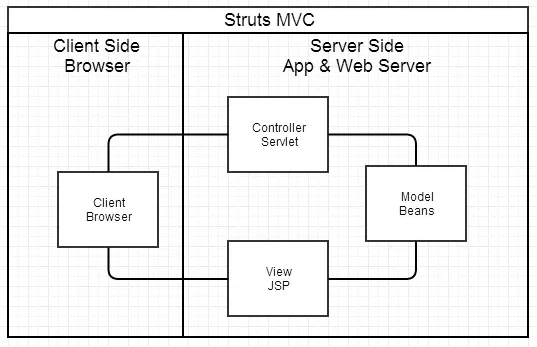 Struts MVC
Client Side
Browser
Server Side
App & Web Server
Controller
Servlet
Client
Browser
Model
Beans
View
JSP